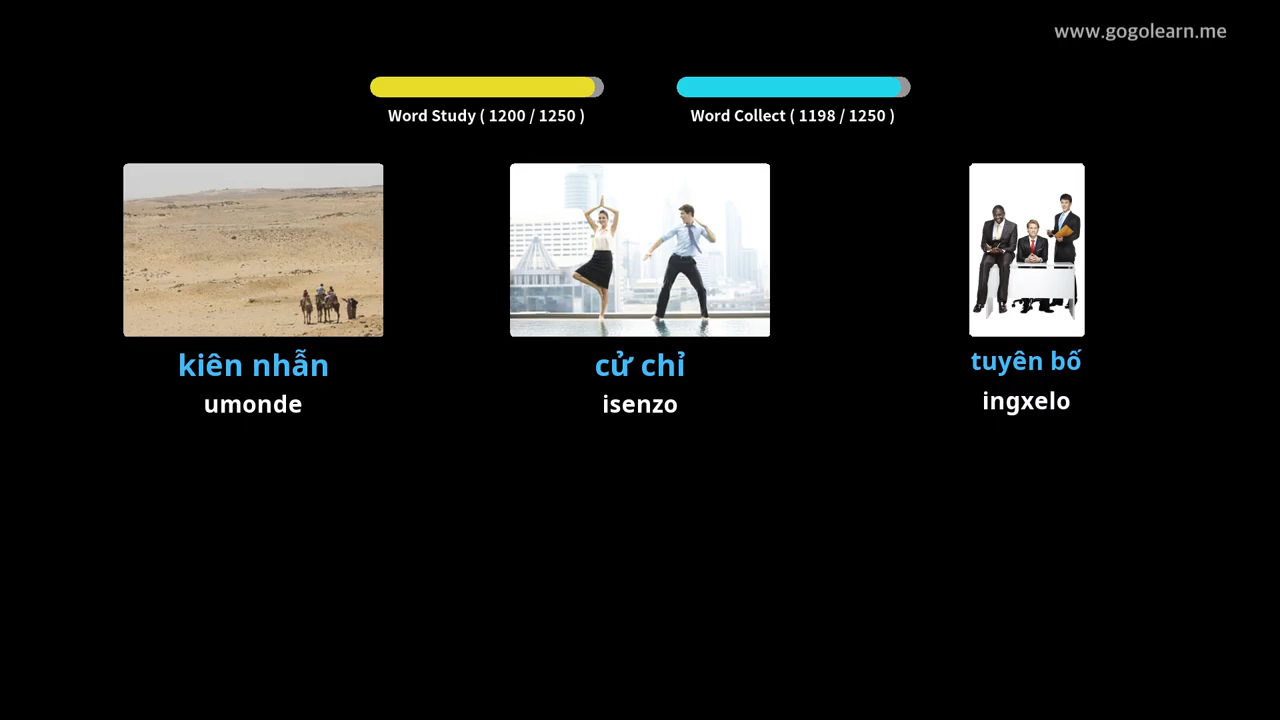 www.gogolearn.me
Word Study ( 1200 / 1250 )
Word Collect ( 1198 / 1250 )
kiên nhẫn
umonde
cử chỉ
isenzo
tuyên bố
ingxelo